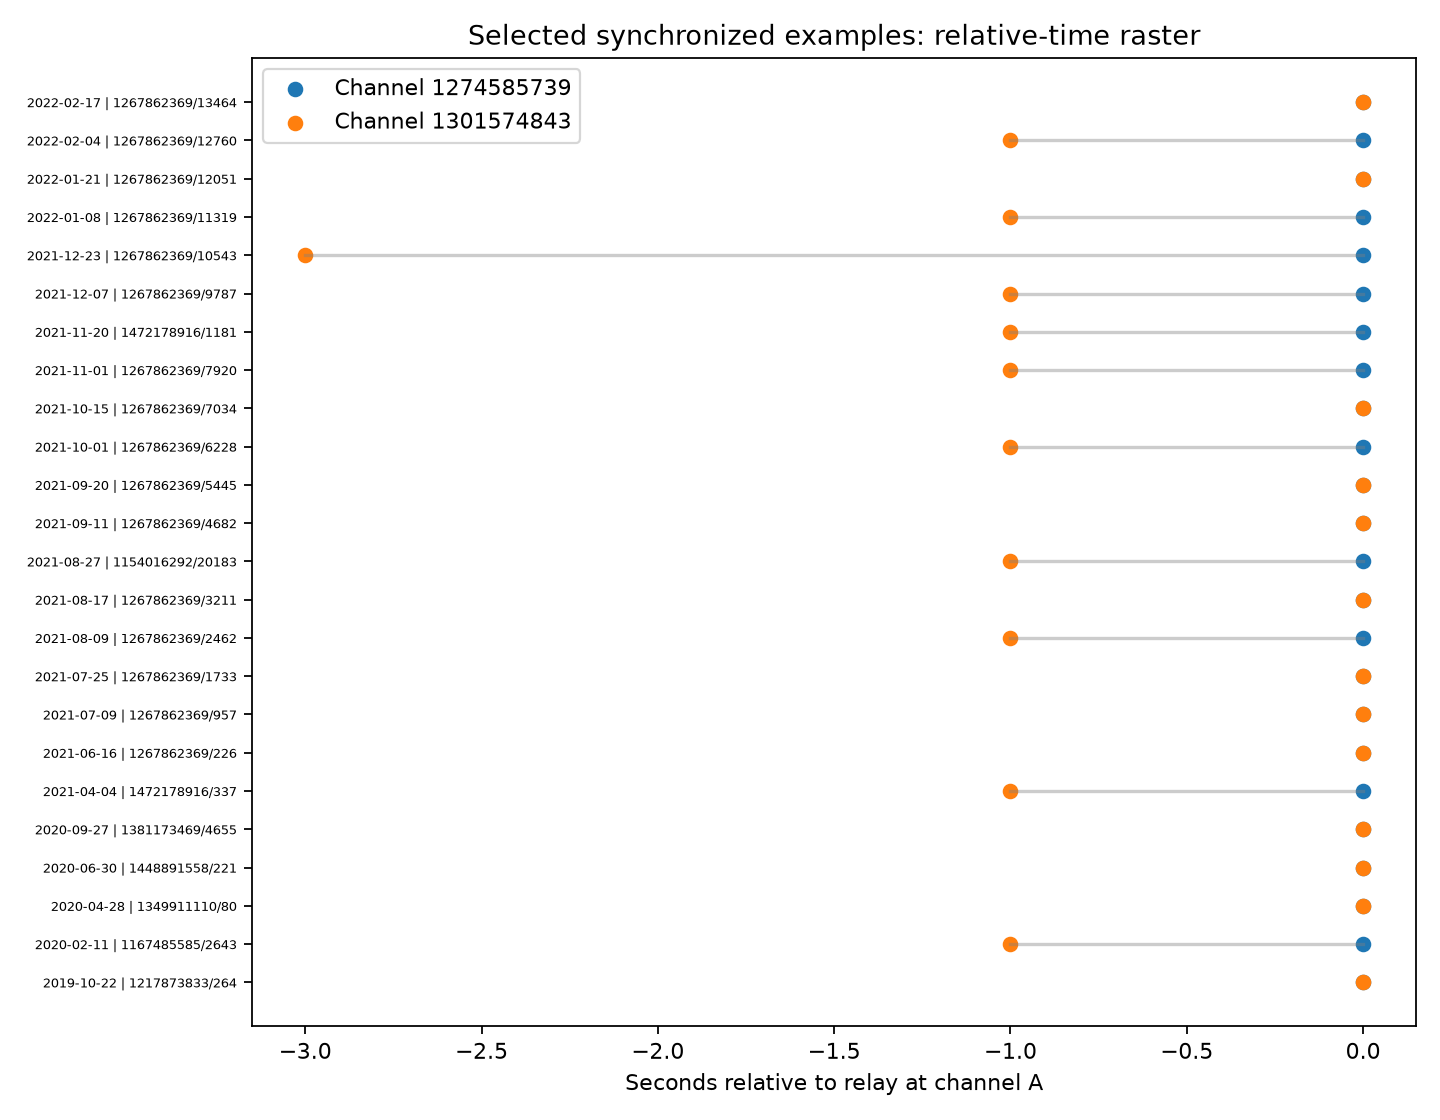 Selected synchronized examples: relative-time raster
Channel 1274585739
Channel 1301574843
2022-02-17 | 1267862369/13464
2022-02-04 | 1267862369/12760
2022-01-21 | 1267862369/12051
2022-01-08 | 1267862369/11319
2021-12-23 | 1267862369/10543
2021-12-07 | 1267862369/9787
2021-11-20 | 1472178916/1181
2021-11-01 | 1267862369/7920
2021-10-15 | 1267862369/7034
2021-10-01 | 1267862369/6228
2021-09-20 | 1267862369/5445
2021-09-11 | 1267862369/4682
2021-08-27 | 1154016292/20183
2021-08-17 | 1267862369/3211
2021-08-09 | 1267862369/2462
2021-07-25 | 1267862369/1733
2021-07-09 | 1267862369/957
2021-06-16 | 1267862369/226
2021-04-04 | 1472178916/337
2020-09-27 | 1381173469/4655
2020-06-30 | 1448891558/221
2020-04-28 | 1349911110/80
2020-02-11 | 1167485585/2643
2019-10-22 | 1217873833/264
−3.0 −2.5 −2.0 −1.5 −1.0 −0.5 0.0
Seconds relative to relay at channel A